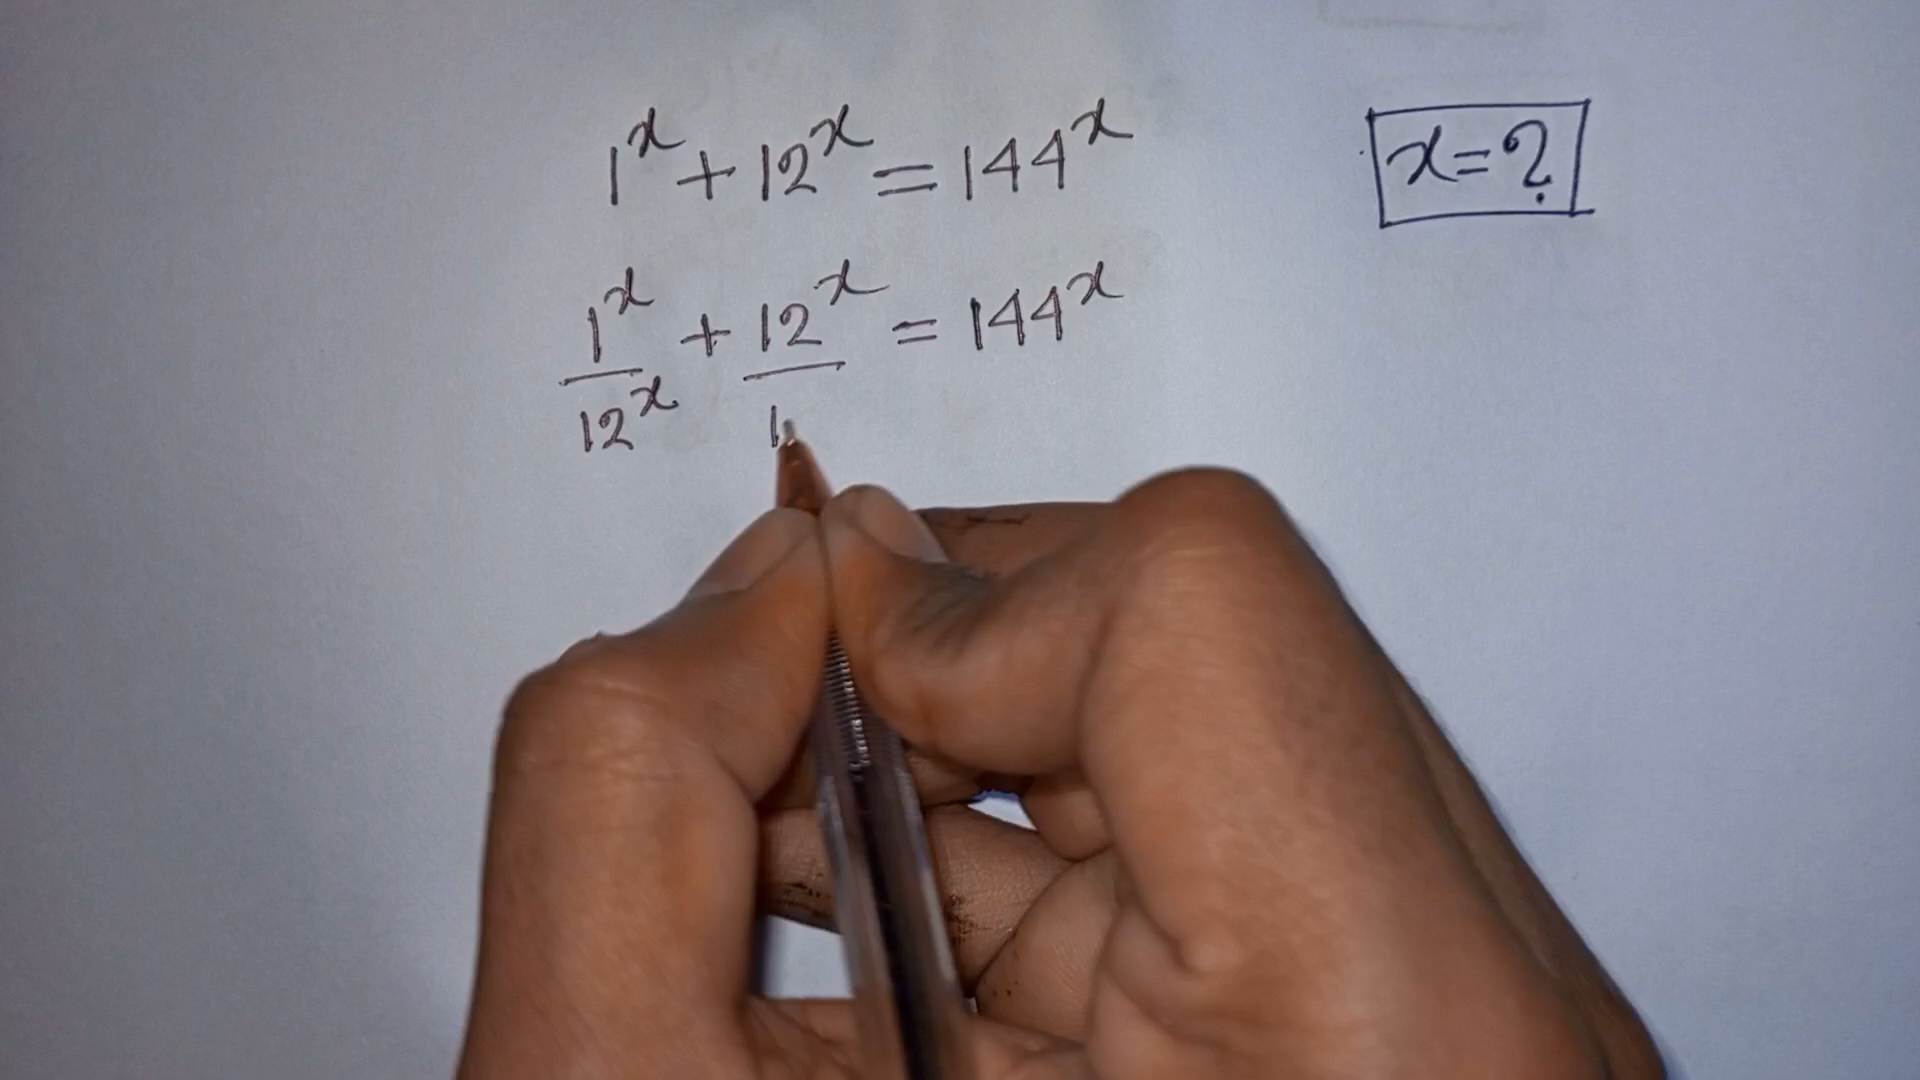 1^x + 12^x = 144^x
x = ?
1^x/12^x + 12^x/1 = 144^x